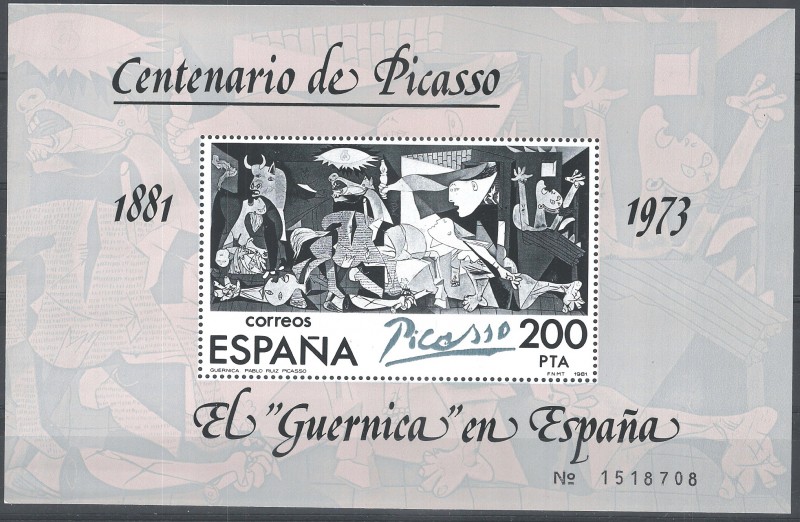 Centenario de Picasso
1881
1973
correos
Picasso
200
ESPAÑA
PTA
GUERNICA PABLO RUIZ PICASSO
F.N.M.T.
1981
El "Guernica" en España
No 1518708